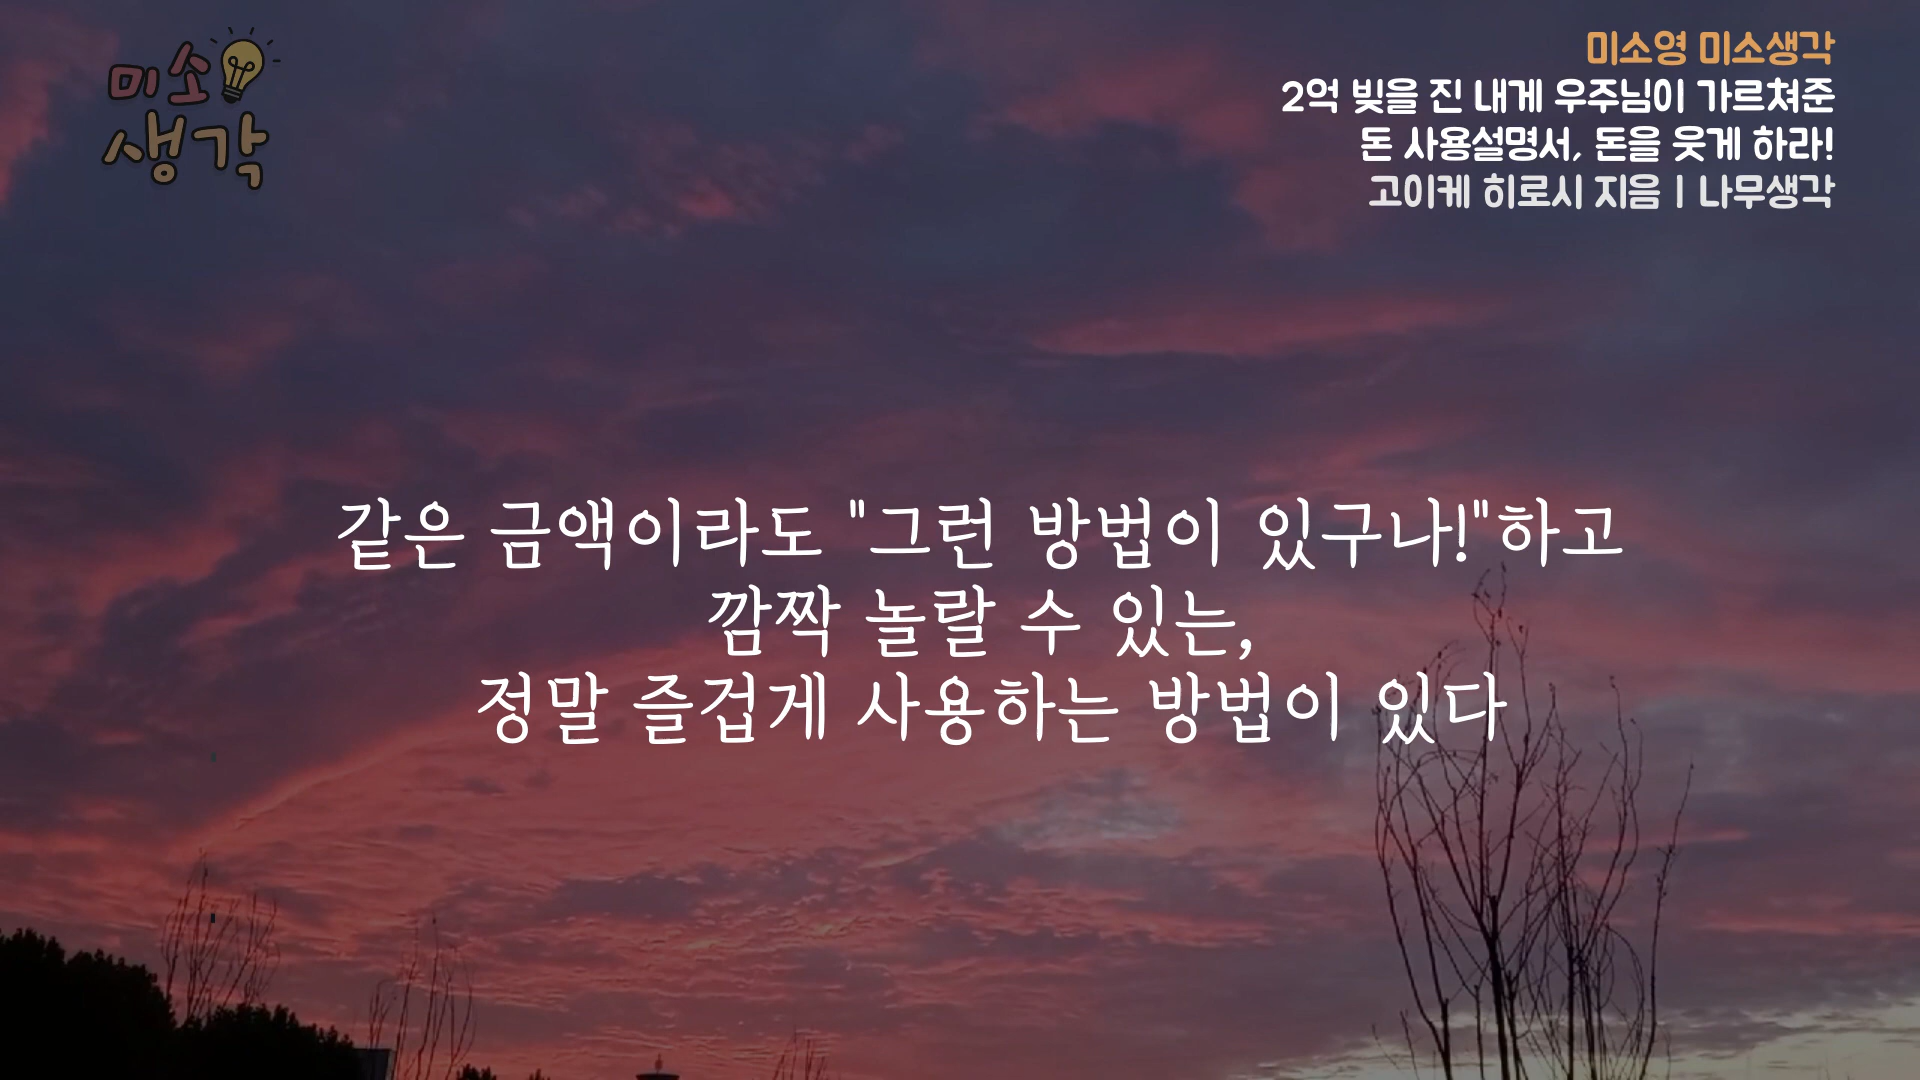 미소
생각
미소영 미소생각
2억 빚을 진 내게 우주님이 가르쳐준
돈 사용설명서, 돈을 웃게 하라!
고이케 히로시 지음 | 나무생각
같은 금액이라도 "그런 방법이 있구나!"하고
깜짝 놀랄 수 있는,
정말 즐겁게 사용하는 방법이 있다